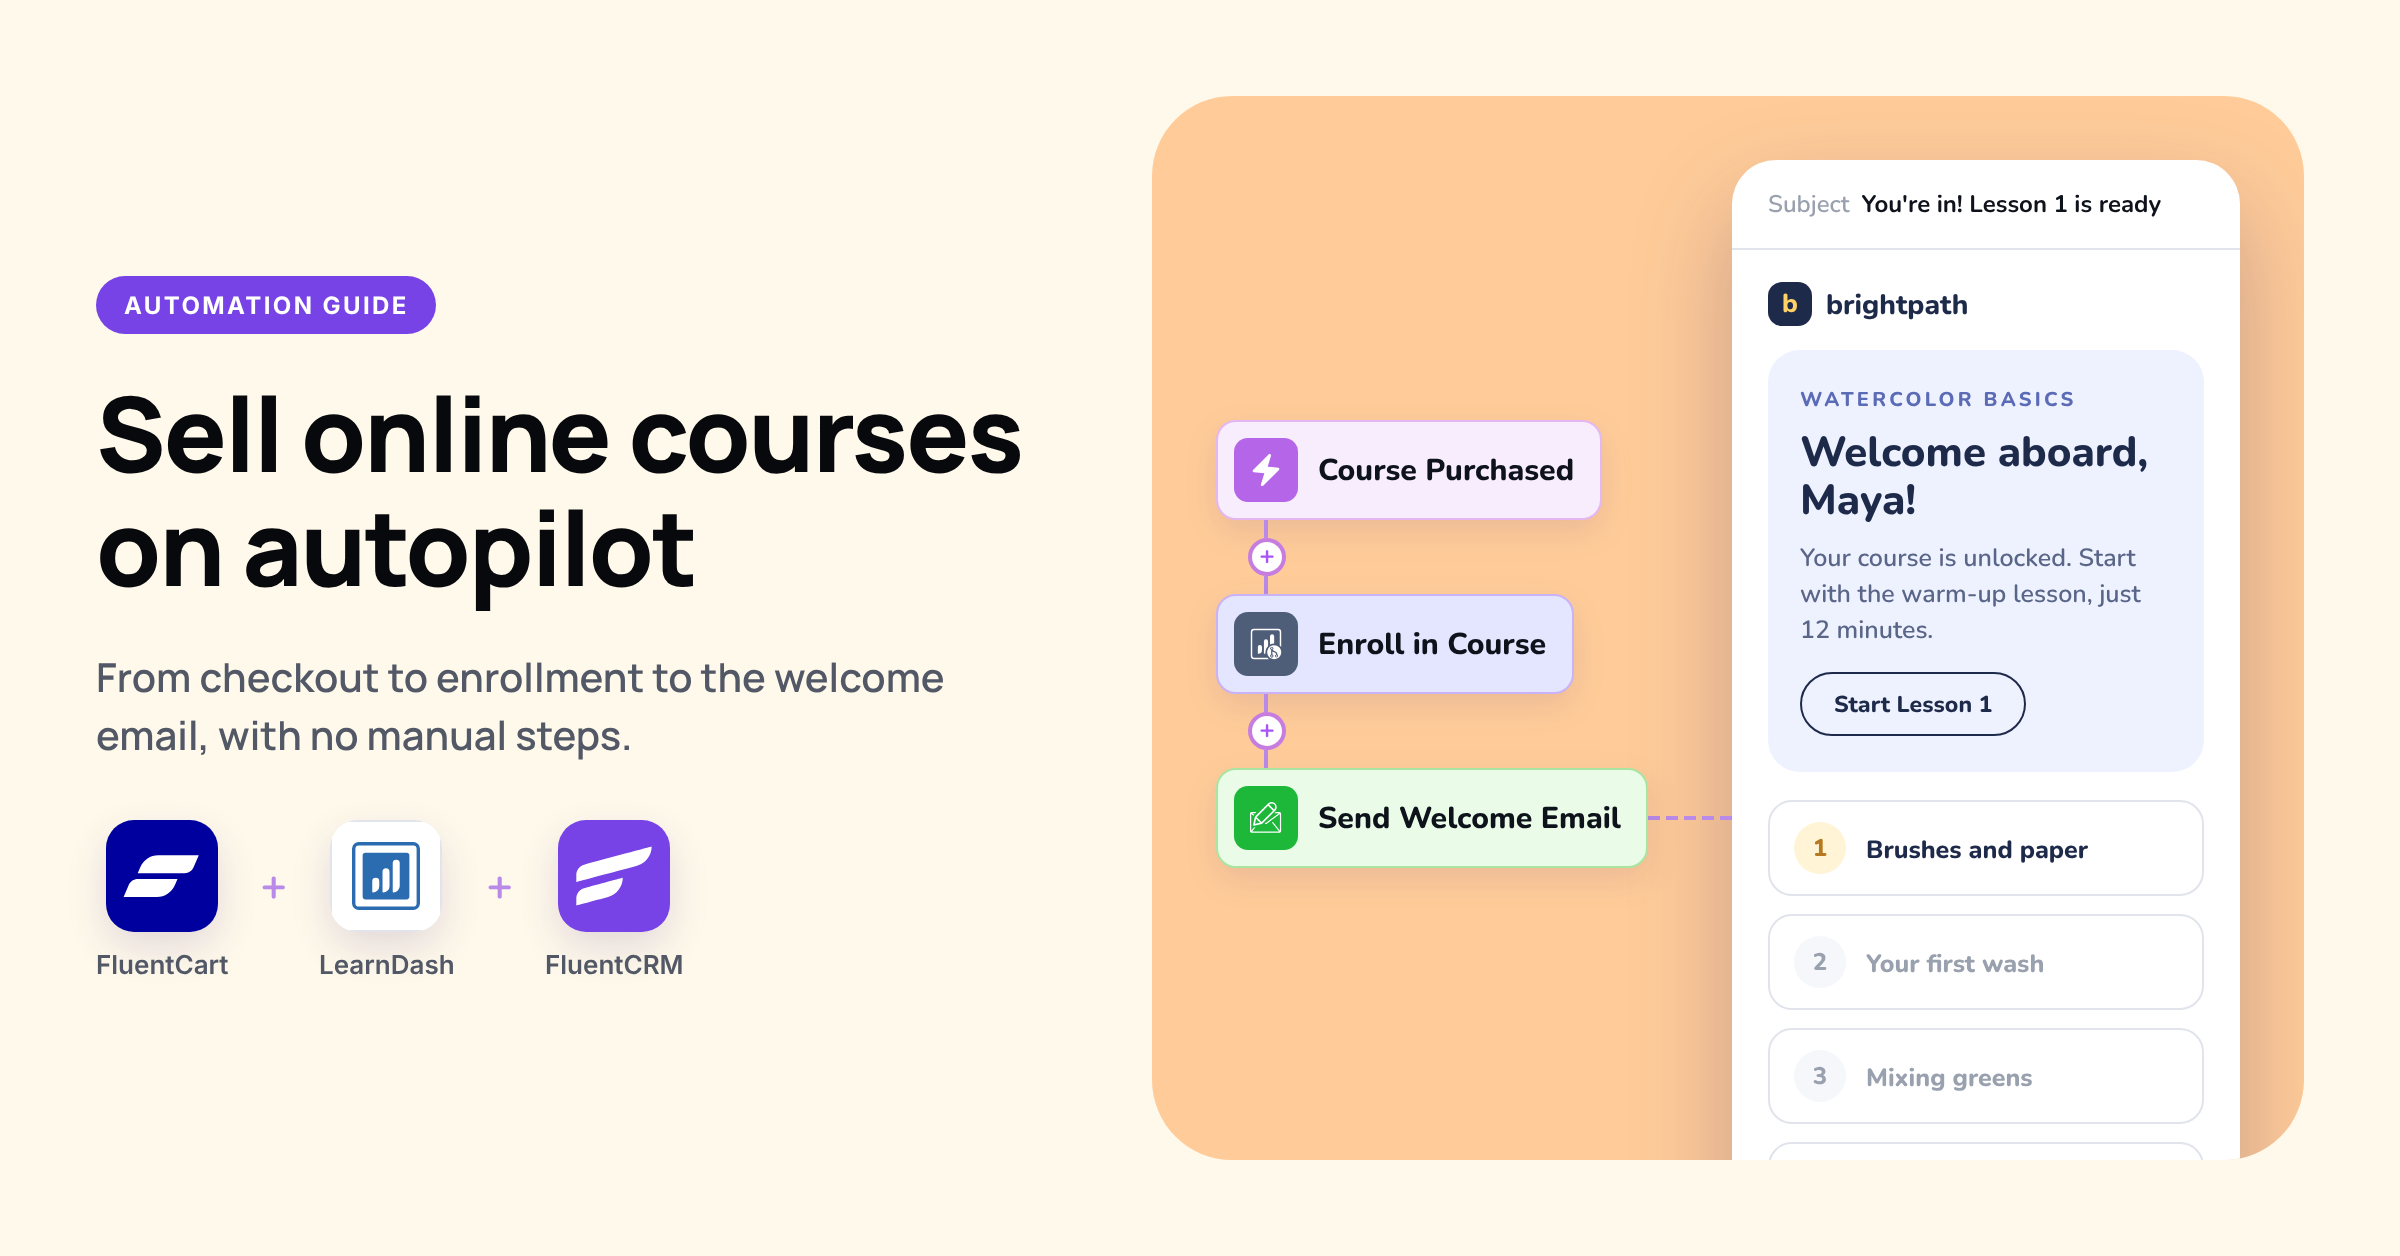 AUTOMATION GUIDE
Sell online courses
on autopilot
From checkout to enrollment to the welcome
email, with no manual steps.
FluentCart
+
LearnDash
+
FluentCRM
Course Purchased
+
Enroll in Course
+
Send Welcome Email
Subject You're in! Lesson 1 is ready
b brightpath
WATERCOLOR BASICS
Welcome aboard,
Maya!
Your course is unlocked. Start
with the warm-up lesson, just
12 minutes.
Start Lesson 1
1 Brushes and paper
2 Your first wash
3 Mixing greens